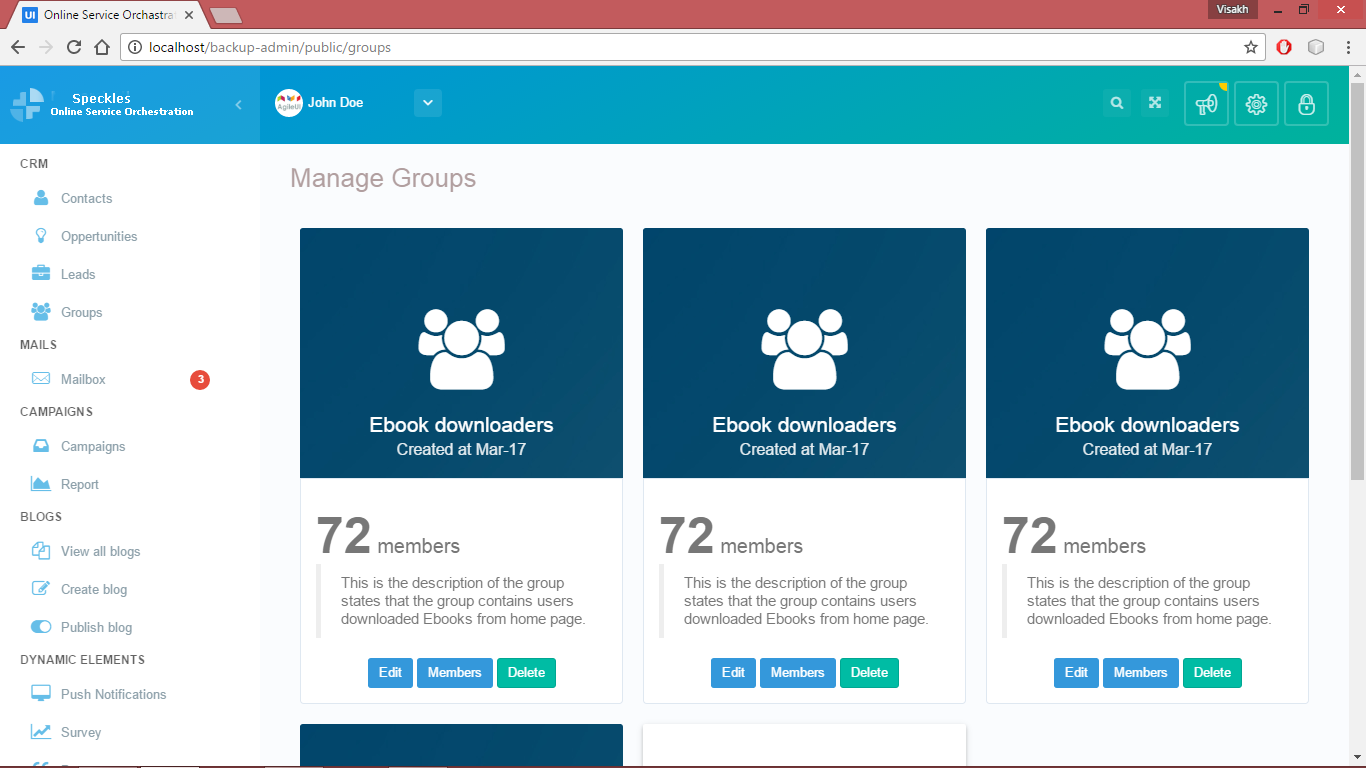 Visakh
UI Online Service Orchestra
localhost/backup-admin/public/groups
Speckles
Online Service Orchestration
AgileUI
John Doe
CRM
Contacts
Oppertunities
Leads
Groups
MAILS
Mailbox 3
CAMPAIGNS
Campaigns
Report
BLOGS
View all blogs
Create blog
Publish blog
DYNAMIC ELEMENTS
Push Notifications
Survey
Manage Groups
Ebook downloaders
Created at Mar-17
72 members
This is the description of the group
states that the group contains users
downloaded Ebooks from home page.
Edit Members Delete
Ebook downloaders
Created at Mar-17
72 members
This is the description of the group
states that the group contains users
downloaded Ebooks from home page.
Edit Members Delete
Ebook downloaders
Created at Mar-17
72 members
This is the description of the group
states that the group contains users
downloaded Ebooks from home page.
Edit Members Delete